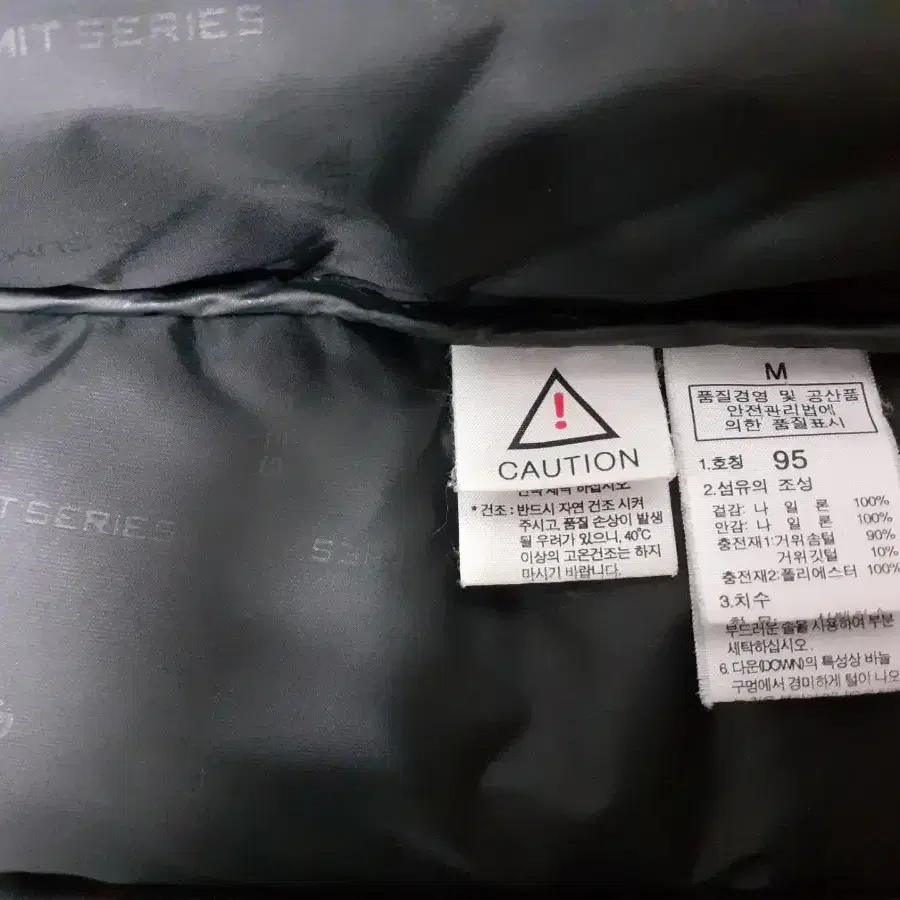 MIT SERIES
T SERIES
CAUTION
* 건조 : 반드시 자연 건조 시켜
주시고, 품질 손상이 발생
될 우려가 있으니, 40℃
이상의 고온건조는 하지
마시기 바랍니다.
M
품질경영 및 공산품
안전관리법에
의한 품질표시
1.호칭 95
2.섬유의 조성
겉감: 나 일 론 100%
안감: 나 일 론 100%
충전재1: 거위솜털 90%
거위깃털 10%
충전재2: 폴리에스터 100%
3.치수
부드러운 솔을 사용하여 부분
세탁하십시오.
6. 다운(DOWN)의 특성상 바늘
구멍에서 경미하게 털이 나오